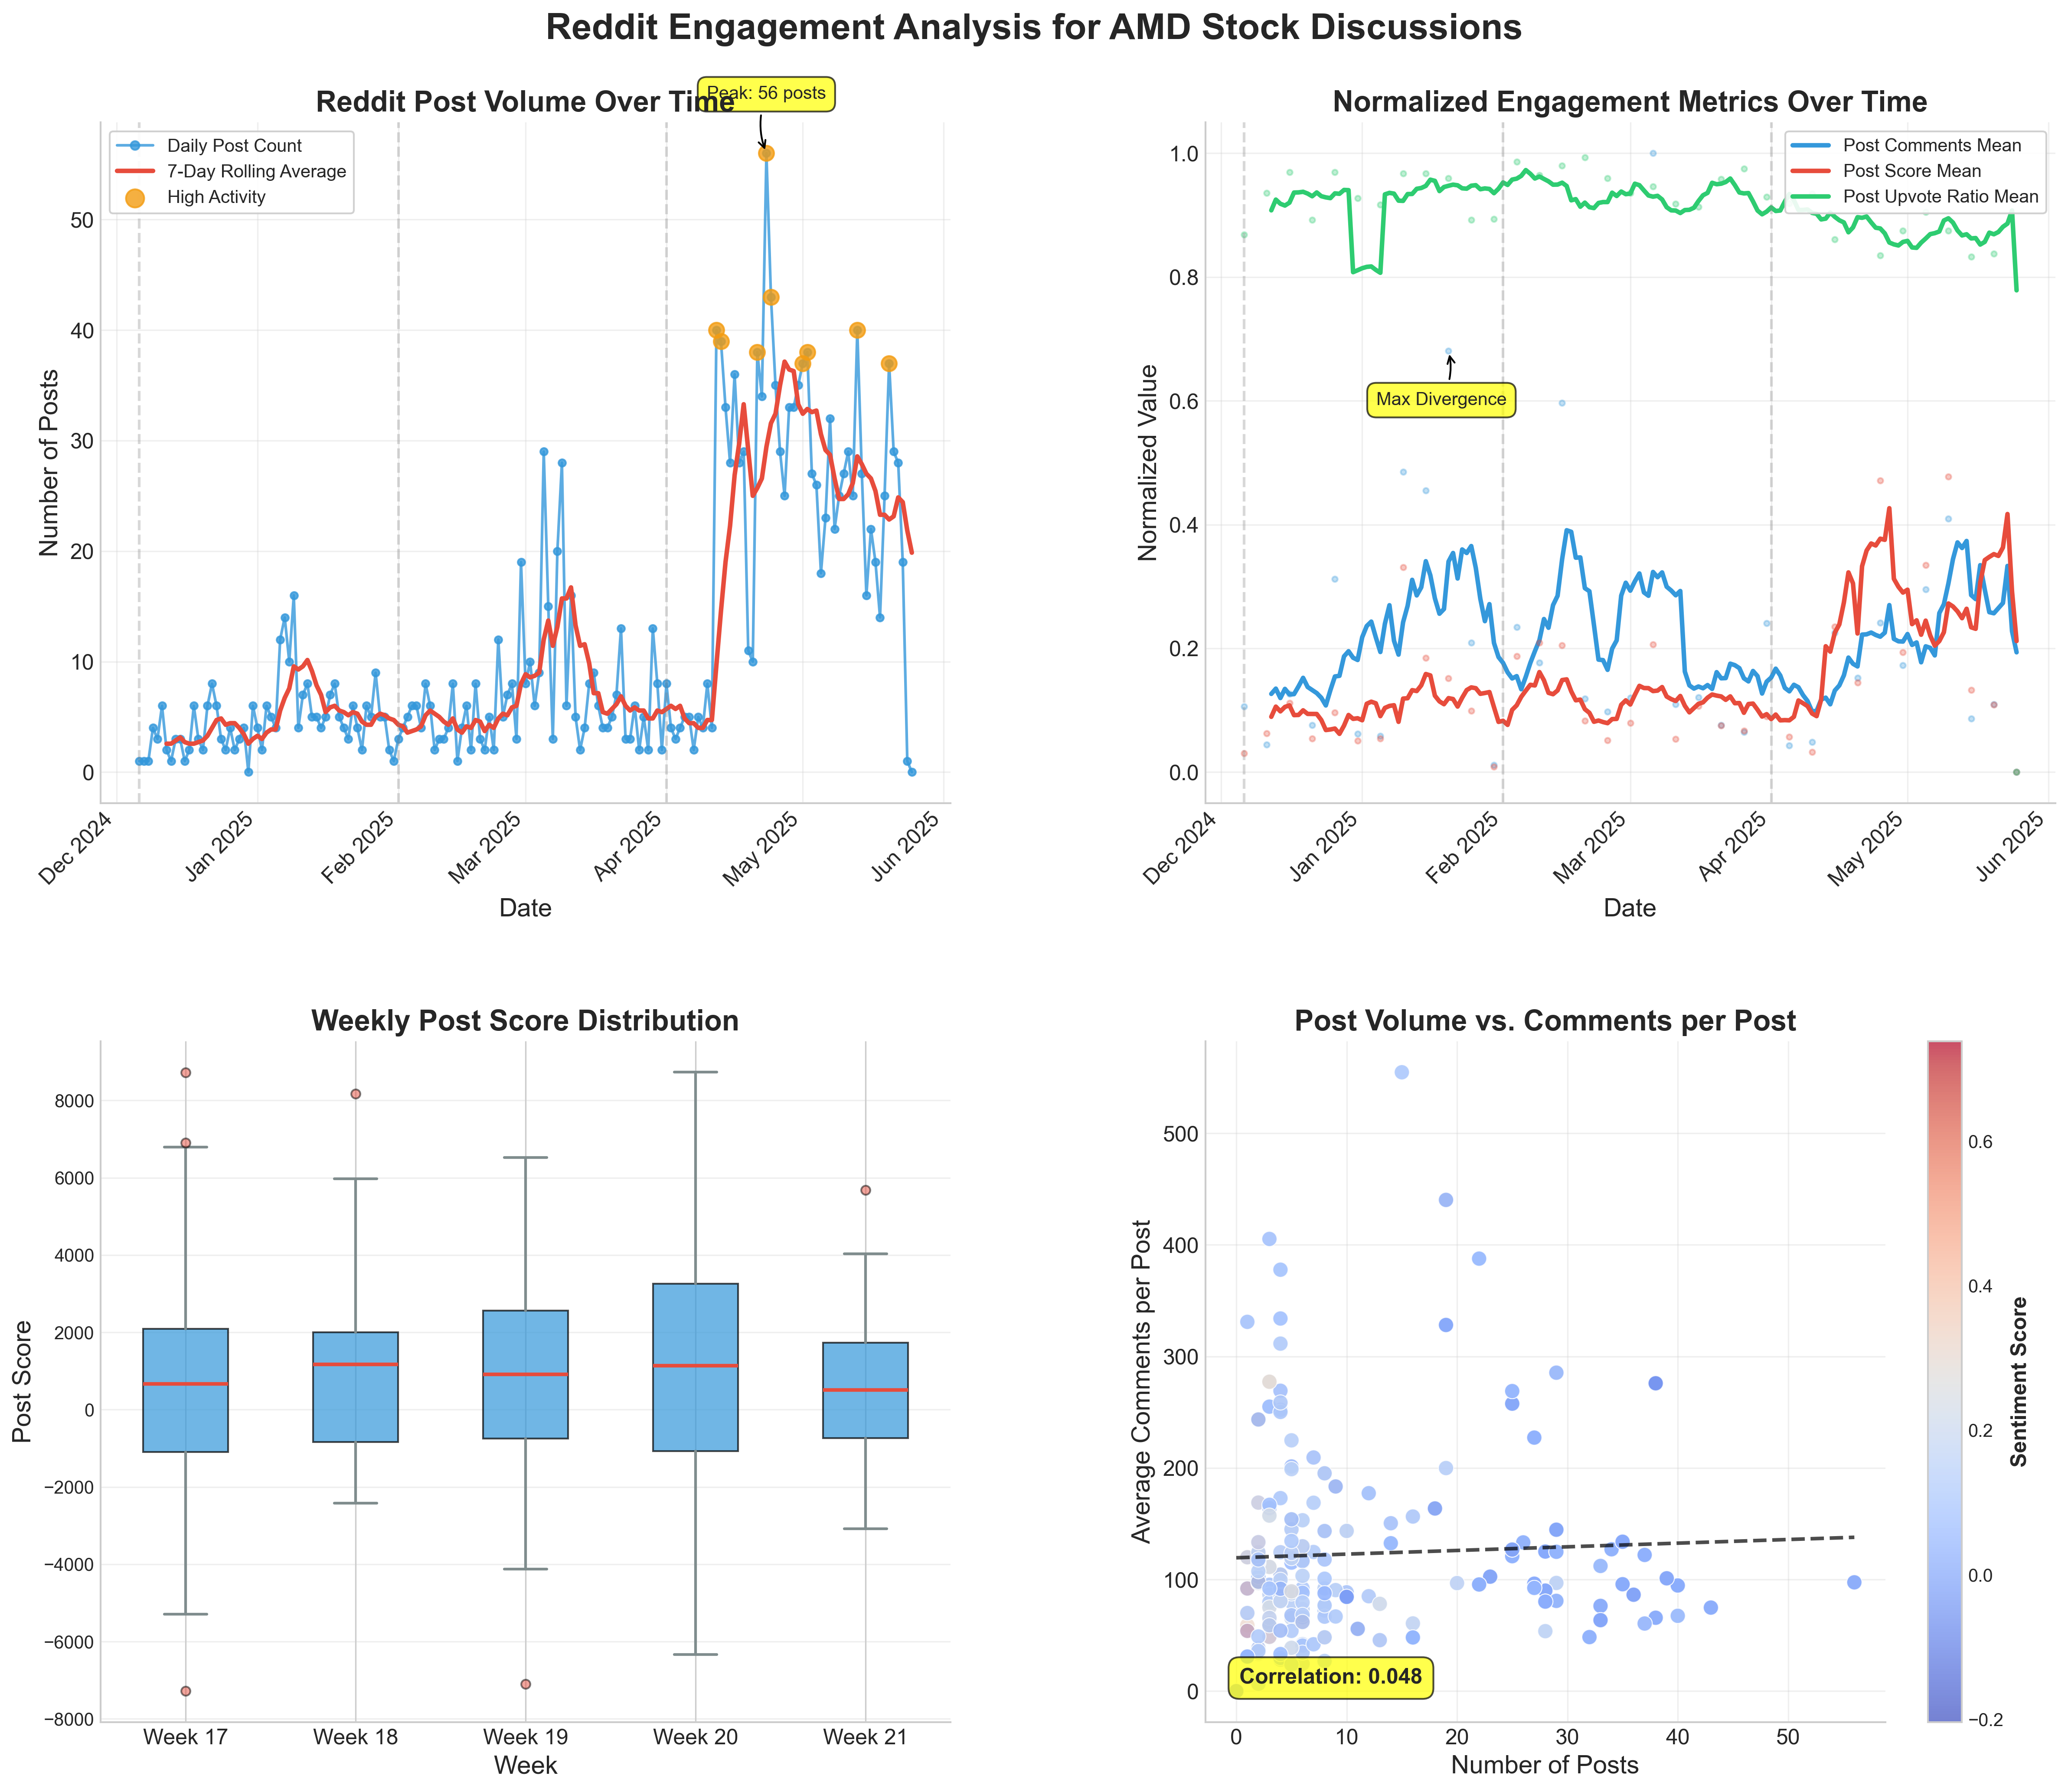 Reddit Engagement Analysis for AMD Stock Discussions
Reddit Post Volume Over Time
Peak: 56 posts
Daily Post Count
7-Day Rolling Average
High Activity
Number of Posts
50
40
30
20
10
0
Dec 2024
Jan 2025
Feb 2025
Mar 2025
Apr 2025
May 2025
Jun 2025
Date
Normalized Engagement Metrics Over Time
Post Comments Mean
Post Score Mean
Post Upvote Ratio Mean
Max Divergence
Normalized Value
1.0
0.8
0.6
0.4
0.2
0.0
Dec 2024
Jan 2025
Feb 2025
Mar 2025
Apr 2025
May 2025
Jun 2025
Date
Weekly Post Score Distribution
Post Score
8000
6000
4000
2000
0
−2000
−4000
−6000
−8000
Week 17
Week 18
Week 19
Week 20
Week 21
Week
Post Volume vs. Comments per Post
Average Comments per Post
500
400
300
200
100
0
Correlation: 0.048
0
10
20
30
40
50
Number of Posts
0.6
0.4
0.2
0.0
−0.2
Sentiment Score